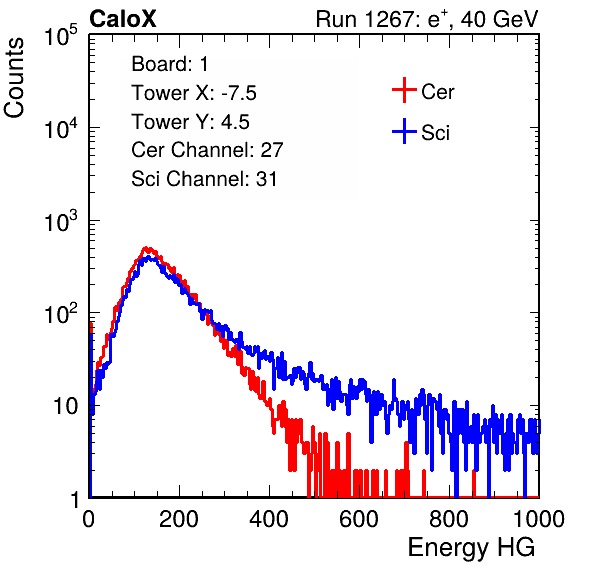 CaloX
Run 1267: e⁺, 40 GeV
Counts
10⁵
10⁴
10³
10²
10
1
Board: 1
Tower X: -7.5
Tower Y: 4.5
Cer Channel: 27
Sci Channel: 31
Cer
Sci
0 200 400 600 800 1000
Energy HG